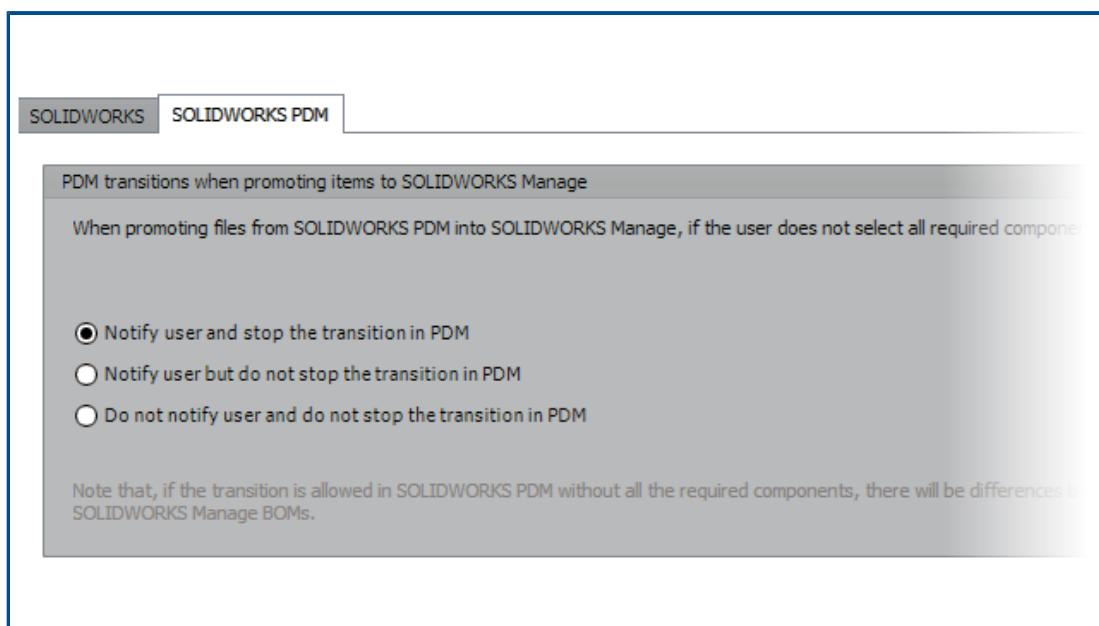 SOLIDWORKS
SOLIDWORKS PDM
PDM transitions when promoting items to SOLIDWORKS Manage
When promoting files from SOLIDWORKS PDM into SOLIDWORKS Manage, if the user does not select all required
Notify user and stop the transition in PDM
Notify user but do not stop the transition in PDM
Do not notify user and do not stop the transition in PDM
Note that, if the transition is allowed in SOLIDWORKS PDM without all the required components, there will be differences
SOLIDWORKS Manage BOMs.